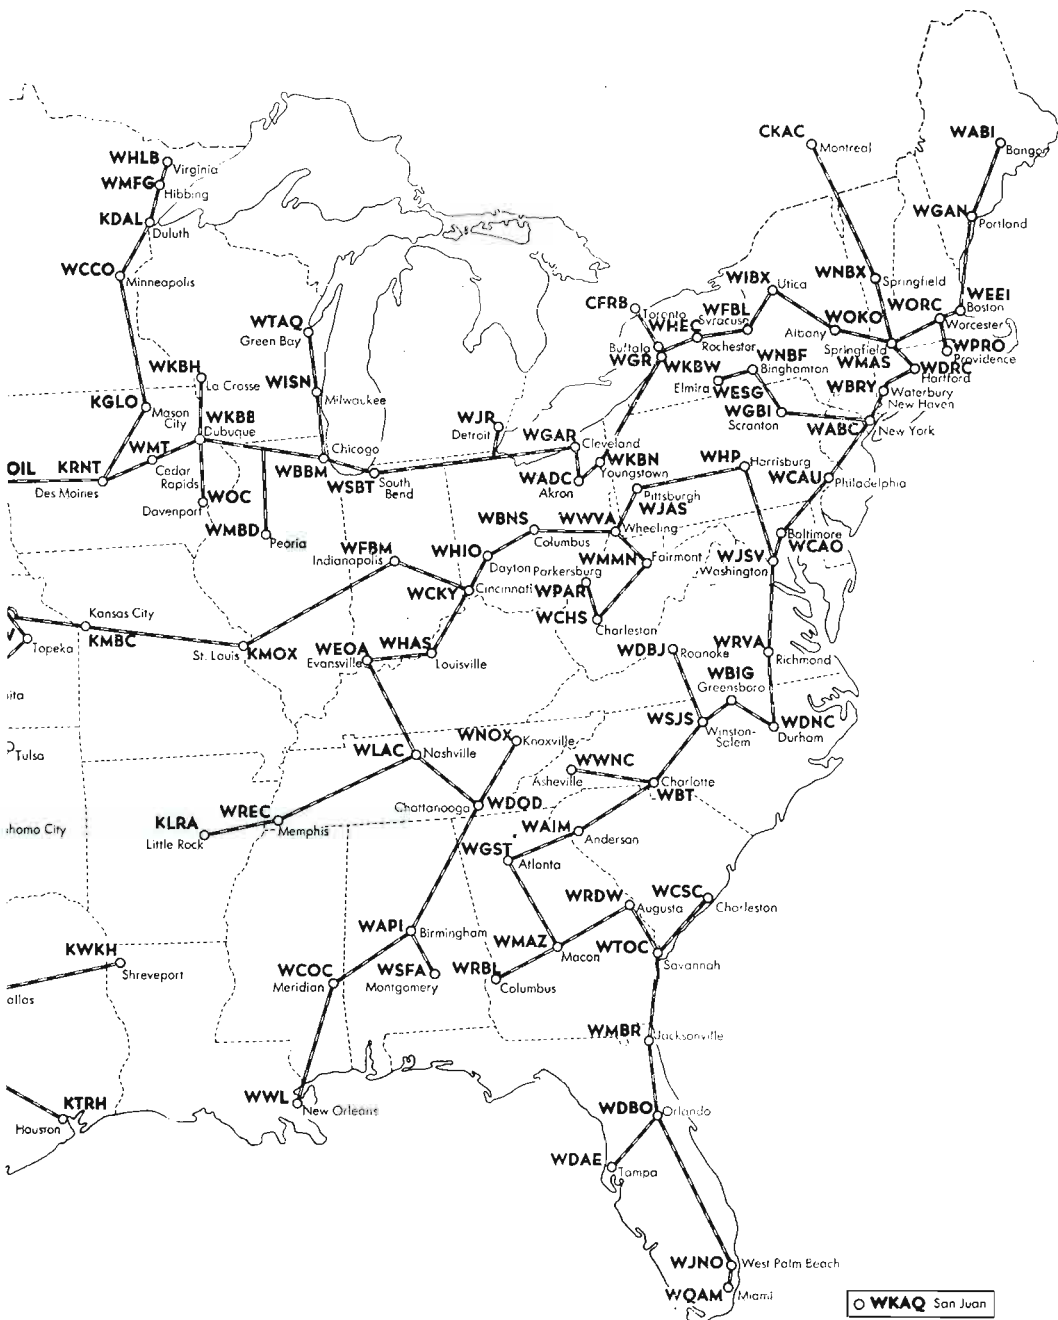 CKAC
Montreal
WABI
Bangor
WHLB
Virginia
WMFG
Hibbing
KDAL
Duluth
WGAN
Portland
WCCO
Minneapolis
WIBX
Utica
WNBX
Springfield
CFRB
Toronto
WFBL
Syracuse
WORC
Worcester
WEEI
Boston
WTAQ
Green Bay
WHEC
Rochester
WOKO
Albany
Buffalo
WGR
WKBW
Springfield
WMAS
WPRO
Providence
WDRC
Hartford
WKBH
La Crosse
WISN
Milwaukee
WNBF
Binghamton
Elmira
WESG
WBRY
Waterbury
New Haven
KGLO
Mason
City
WKBB
Dubuque
WJR
Detroit
WGAR
Cleveland
WGBI
Scranton
WABC
New York
OIL
KRNT
Des Moines
WMT
Cedar
Rapids
Chicago
WBBM
WSBT
South
Bend
WADC
Akron
WKBN
Youngstown
WHP
Harrisburg
WCAU
Philadelphia
WOC
Davenport
WMBD
Peoria
Pittsburgh
WJAS
WBNS
Columbus
WWVA
Wheeling
Baltimore
WCAO
WFBM
Indianapolis
WHIO
Dayton
WMMN
Fairmont
WJSV
Washington
WCKY
Cincinnati
Parkersburg
WPAR
WCHS
Charleston
Kansas City
KMBC
Topeka
St. Louis
KMOX
WEOA
Evansville
WHAS
Louisville
WDBJ
Roanoke
WRVA
Richmond
WBIG
Greensboro
ita
WSJS
Winston-
Salem
WDNC
Durham
Tulsa
WLAC
Nashville
WNOX
Knoxville
WWNC
Asheville
Charlotte
WBT
Chattanooga
WDOD
homa City
KLRA
Little Rock
WREC
Memphis
WAIM
Anderson
WGST
Atlanta
WRDW
Augusta
WCSC
Charleston
WAPI
Birmingham
WMAZ
Macon
WTOC
Savannah
KWKH
Shreveport
WCOC
Meridian
WSFA
Montgomery
WRBL
Columbus
allas
WMBR
Jacksonville
KTRH
Houston
WWL
New Orleans
WDBO
Orlando
WDAE
Tampa
WJNO
West Palm Beach
WQAM
Miami
WKAQ San Juan